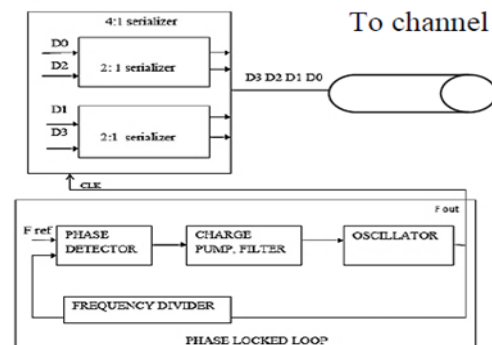 4:1 serializer
To channel
D0
D2
2: 1 serializer
D3 D2 D1 D0
D1
D3
2:1 serializer
CLK
F out
F ref
PHASE
DETECTOR
CHARGE
PUMP, FILTER
OSCILLATOR
FREQUENCY DIVIDER
PHASE LOCKED LOOP